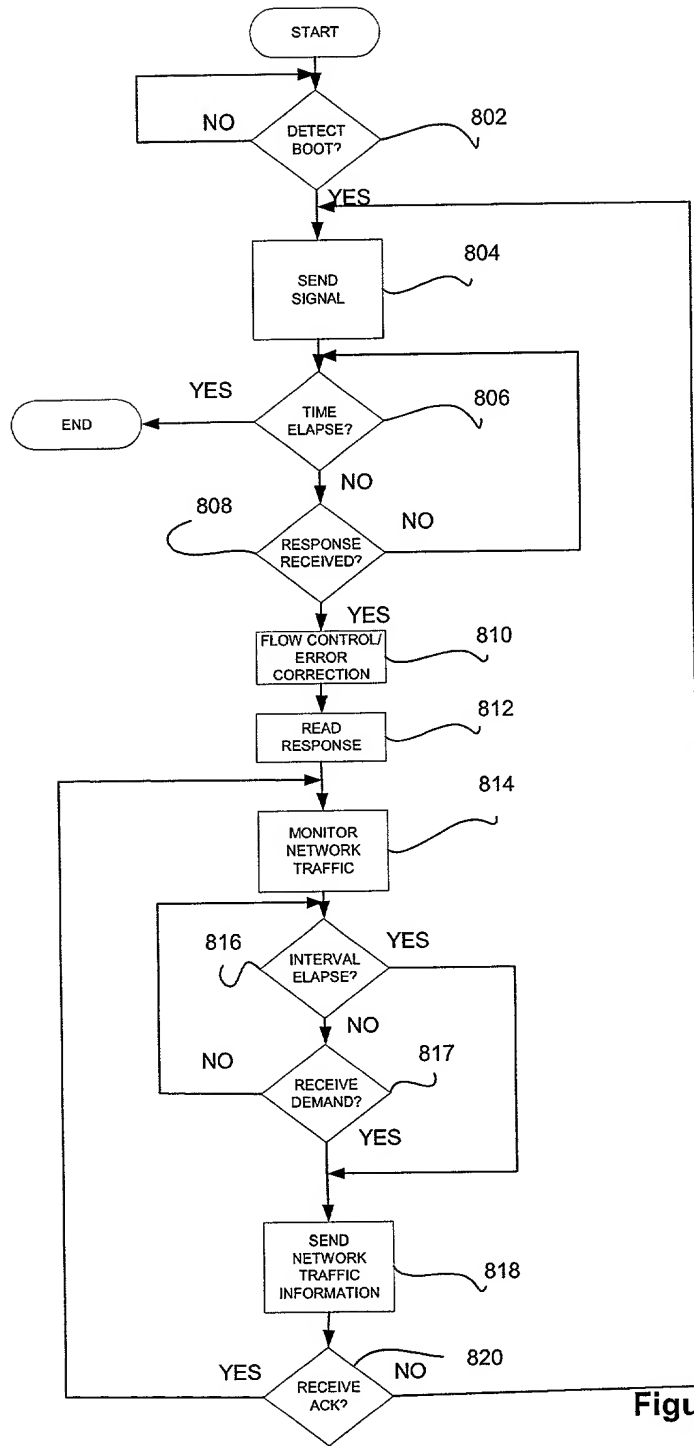 START
NO
DETECT
BOOT?
802
YES
SEND
SIGNAL
804
YES
END
TIME
ELAPSE?
806
NO
808
NO
RESPONSE
RECEIVED?
YES
FLOW CONTROL/
ERROR
CORRECTION
810
READ
RESPONSE
812
MONITOR
NETWORK
TRAFFIC
814
816
YES
INTERVAL
ELAPSE?
NO
NO
RECEIVE
DEMAND?
817
YES
SEND
NETWORK
TRAFFIC
INFORMATION
818
YES
RECEIVE
ACK?
NO
820
Figu